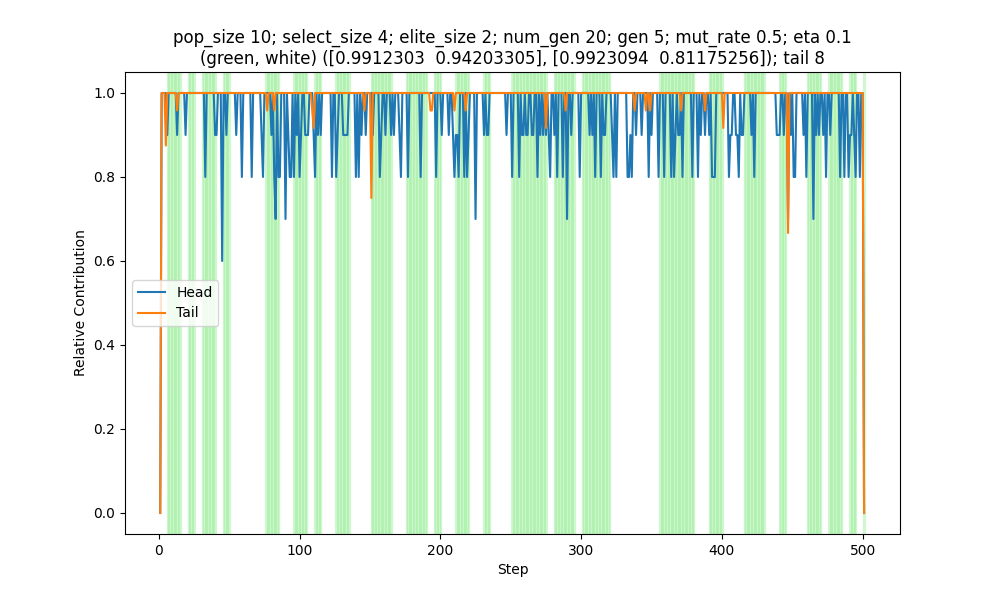 pop_size 10; select_size 4; elite_size 2; num_gen 20; gen 5; mut_rate 0.5; eta 0.1
(green, white) ([0.9912303  0.94203305], [0.9923094  0.81175256]); tail 8
1.0
0.8
0.6
0.4
0.2
0.0
Relative Contribution
Head
Tail
0
100
200
300
400
500
Step